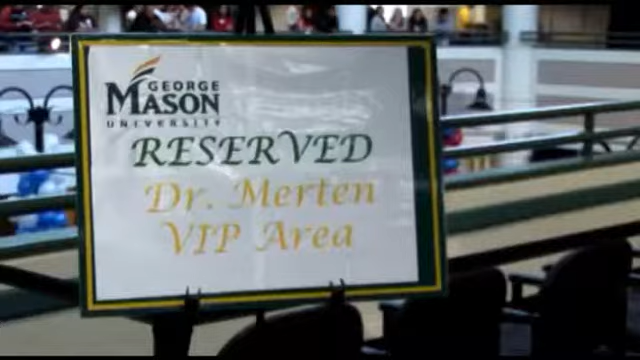 GEORGE
MASON
UNIVERSITY
RESERVED
Dr. Merten
VIP Area